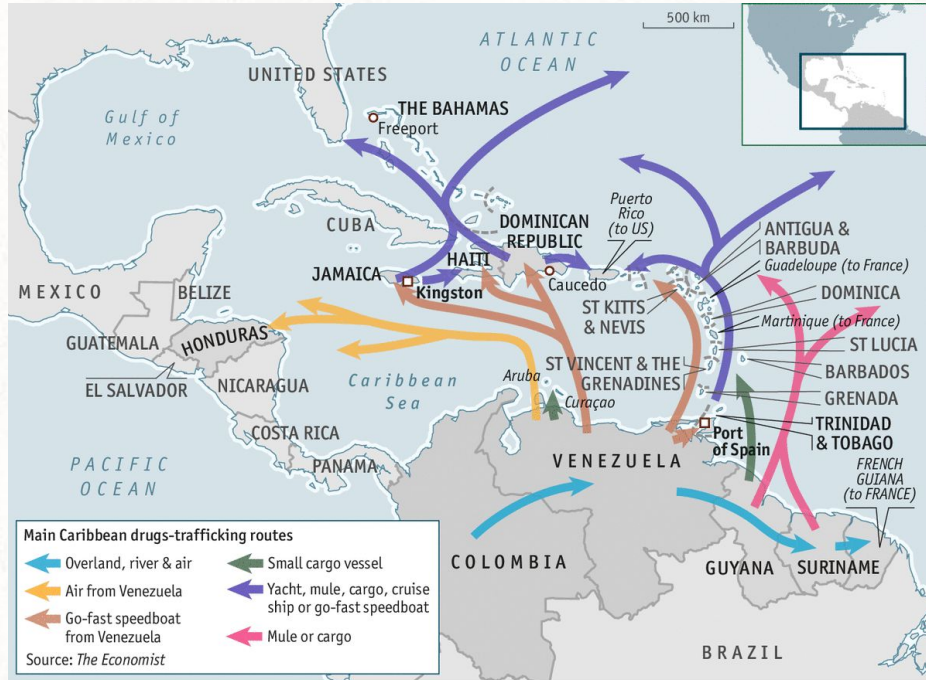 500 km
ATLANTIC
OCEAN
UNITED STATES
Gulf of
Mexico
THE BAHAMAS
Freeport
CUBA
DOMINICAN
REPUBLIC
Puerto
Rico
(to US)
ANTIGUA &
BARBUDA
Guadeloupe (to France)
HAITI
JAMAICA
Kingston
Caucedo
MEXICO
BELIZE
ST KITTS
& NEVIS
DOMINICA
Martinique (to France)
GUATEMALA
HONDURAS
ST LUCIA
EL SALVADOR
NICARAGUA
Caribbean
Sea
Aruba
Curaçao
ST VINCENT & THE
GRENADINES
BARBADOS
GRENADA
COSTA RICA
PANAMA
Port
of Spain
TRINIDAD
& TOBAGO
PACIFIC
OCEAN
VENEZUELA
FRENCH
GUIANA
(to FRANCE)
COLOMBIA
GUYANA
SURINAME
BRAZIL
Main Caribbean drugs-trafficking routes
Overland, river & air
Air from Venezuela
Go-fast speedboat
from Venezuela
Small cargo vessel
Yacht, mule, cargo, cruise
ship or go-fast speedboat
Mule or cargo
Source: The Economist